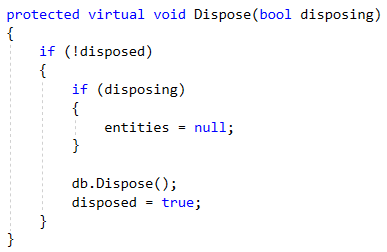 protected virtual void Dispose(bool disposing)
{
    if (!disposed)
    {
        if (disposing)
        {
            entities = null;
        }

        db.Dispose();
        disposed = true;
    }
}